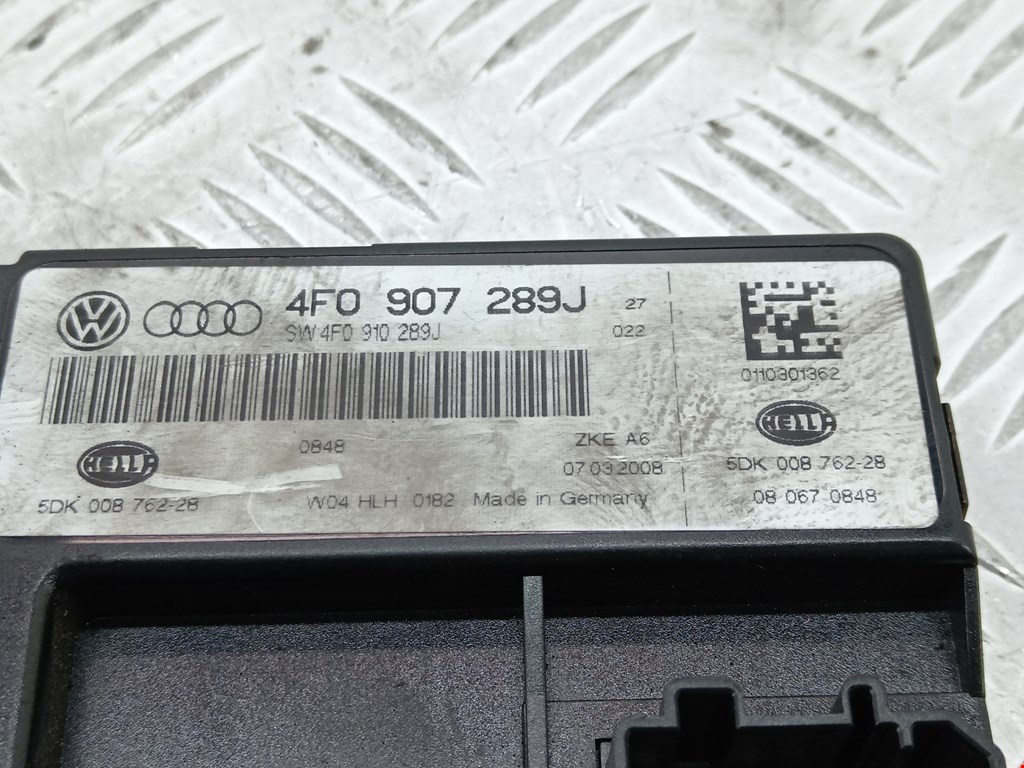 4F0 907 289J 27
SW 4F0 910 289J 022
0110301362
HELLA
0848 ZKE A6
HELLA
07.03.2008
5DK 008 762-28
5DK 008 762-28
W04 HLH 0182 Made in Germany
08 067 0848